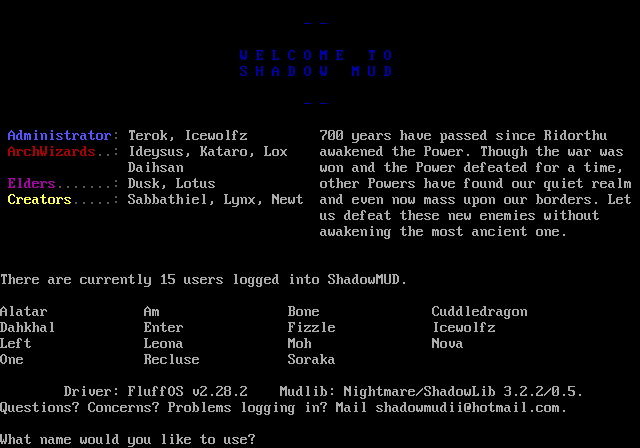 - -
W E L C O M E  T O
S H A D O W  M U D
- -
Administrator: Terok, Icewolfz
ArchWizards..: Ideysus, Kataro, Lox
Daihsan
Elders.......: Dusk, Lotus
Creators.....: Sabbathiel, Lynx, Newt
700 years have passed since Ridorthu
awakened the Power. Though the war was
won and the Power defeated for a time,
other Powers have found our quiet realm
and even now mass upon our borders. Let
us defeat these new enemies without
awakening the most ancient one.
There are currently 15 users logged into ShadowMUD.
Alatar Am Bone Cuddledragon
Dahkhal Enter Fizzle Icewolfz
Left Leona Moh Nova
One Recluse Soraka
Driver: FluffOS v2.28.2 Mudlib: Nightmare/ShadowLib 3.2.2/0.5.
Questions? Concerns? Problems logging in? Mail shadowmudii@hotmail.com.
What name would you like to use?